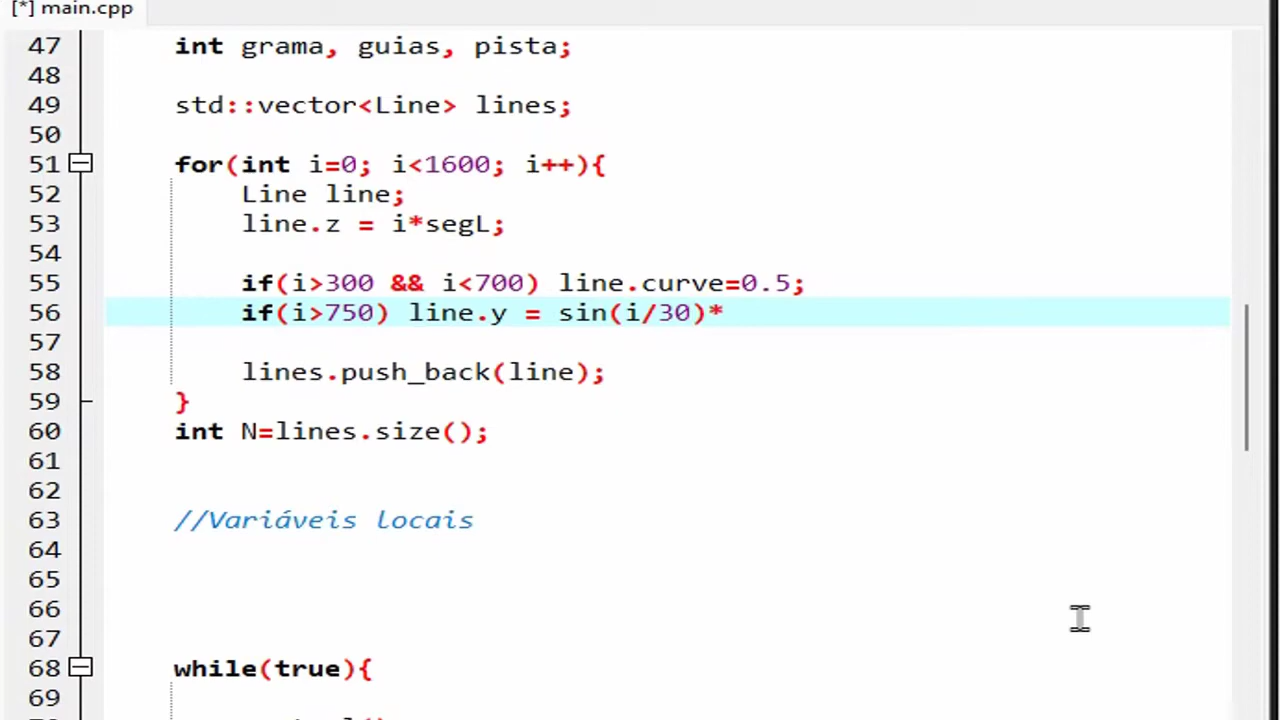 [*] main.cpp
47 int grama, guias, pista;
48
49 std::vector<Line> lines;
50
51 for(int i=0; i<1600; i++){
52 Line line;
53 line.z = i*segL;
54
55 if(i>300 && i<700) line.curve=0.5;
56 if(i>750) line.y = sin(i/30)*
57
58 lines.push_back(line);
59 }
60 int N=lines.size();
61
62
63 //Variáveis locais
64
65
66
67
68 while(true){
69